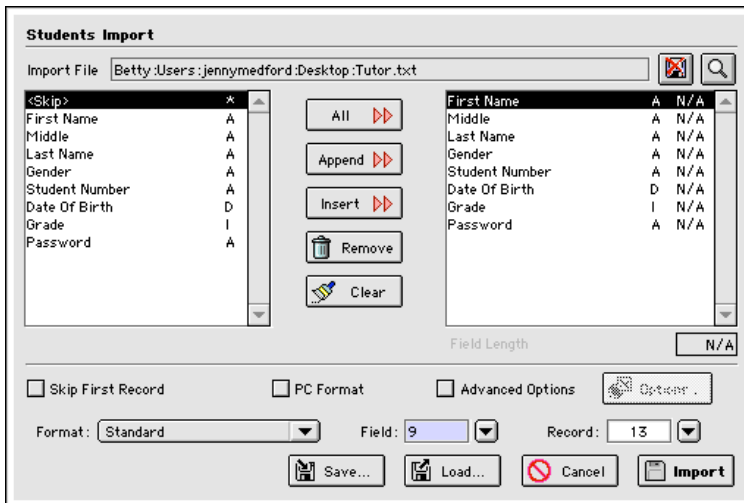 Students Import
Import File Betty:Users:jennymedford:Desktop:Tutor.txt
<Skip> *
First Name A
Middle A
Last Name A
Gender A
Student Number A
Date Of Birth D
Grade I
Password A
All
Append
Insert
Remove
Clear
First Name A N/A
Middle A N/A
Last Name A N/A
Gender A N/A
Student Number A N/A
Date Of Birth D N/A
Grade I N/A
Password A N/A
Field Length N/A
Skip First Record PC Format Advanced Options Options...
Format: Standard Field: 9 Record: 13
Save... Load... Cancel Import